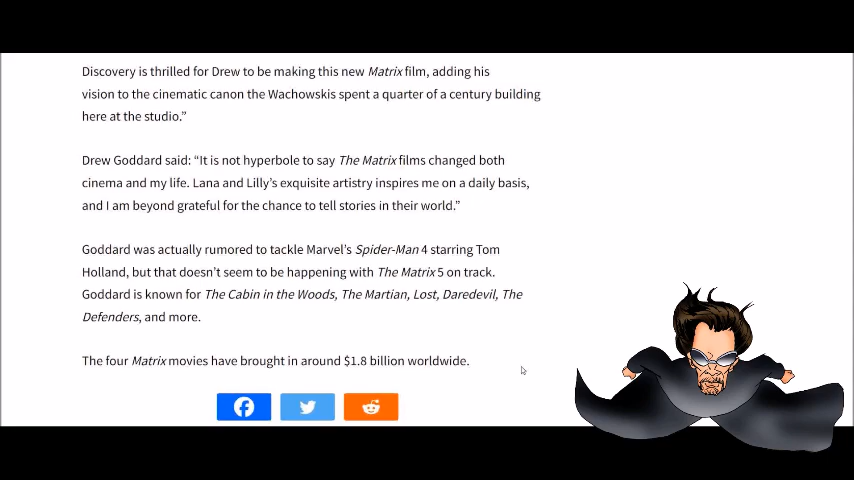 Discovery is thrilled for Drew to be making this new Matrix film, adding his
vision to the cinematic canon the Wachowskis spent a quarter of a century building
here at the studio.”
Drew Goddard said: “It is not hyperbole to say The Matrix films changed both
cinema and my life. Lana and Lilly’s exquisite artistry inspires me on a daily basis,
and I am beyond grateful for the chance to tell stories in their world.”
Goddard was actually rumored to tackle Marvel’s Spider-Man 4 starring Tom
Holland, but that doesn’t seem to be happening with The Matrix 5 on track.
Goddard is known for The Cabin in the Woods, The Martian, Lost, Daredevil, The
Defenders, and more.
The four Matrix movies have brought in around $1.8 billion worldwide.